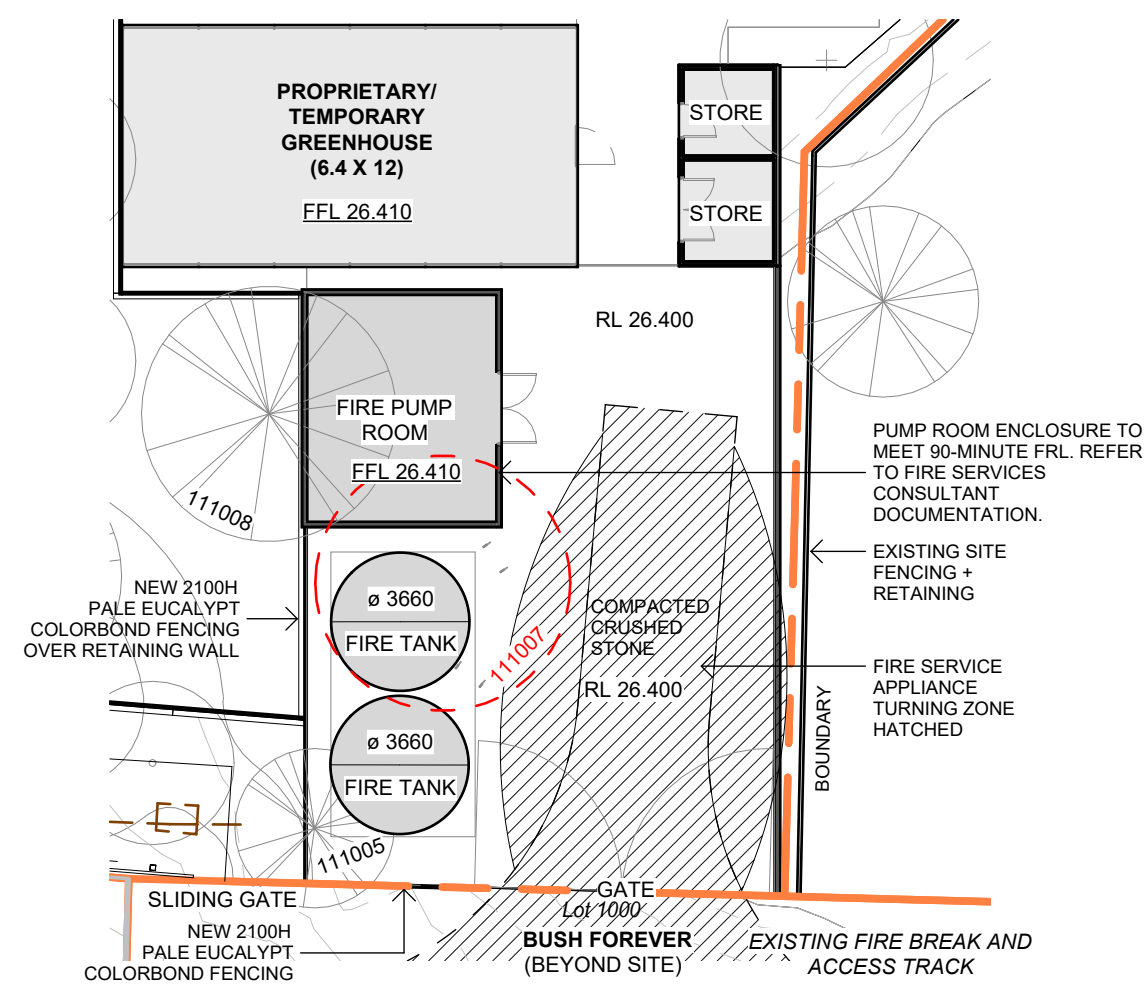 PROPRIETARY/
TEMPORARY
GREENHOUSE
(6.4 X 12)
FFL 26.410
STORE
STORE
RL 26.400
FIRE PUMP
ROOM
FFL 26.410
111008
PUMP ROOM ENCLOSURE TO
MEET 90-MINUTE FRL. REFER
TO FIRE SERVICES
CONSULTANT
DOCUMENTATION.
EXISTING SITE
FENCING +
RETAINING
NEW 2100H
PALE EUCALYPT
COLORBOND FENCING
OVER RETAINING WALL
ø 3660
FIRE TANK
111007
COMPACTED
CRUSHED
STONE
RL 26.400
FIRE SERVICE
APPLIANCE
TURNING ZONE
HATCHED
BOUNDARY
ø 3660
FIRE TANK
111005
SLIDING GATE
GATE
Lot 1000
BUSH FOREVER
(BEYOND SITE)
EXISTING FIRE BREAK AND
ACCESS TRACK
NEW 2100H
PALE EUCALYPT
COLORBOND FENCING